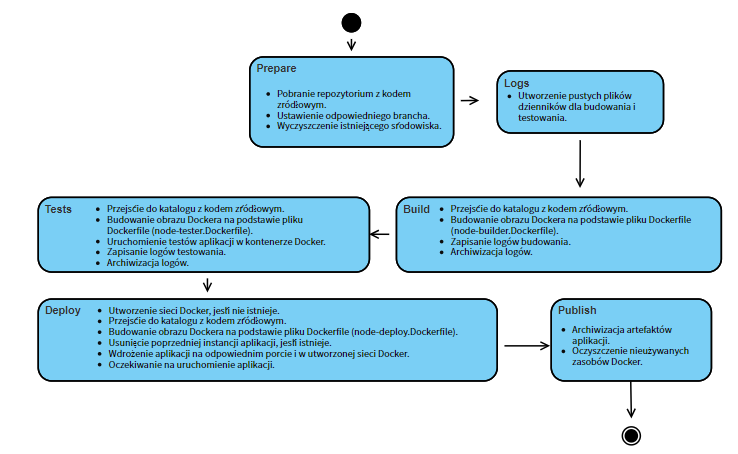 Prepare
• Pobranie repozytorium z kodem
źródłowym.
• Ustawienie odpowiedniego brancha.
• Wyczyszczenie istniejącego środowiska.
Logs
• Utworzenie pustych plików
dzienników dla budowania i
testowania.
Tests
• Przejście do katalogu z kodem źródłowym.
• Budowanie obrazu Dockera na podstawie pliku
Dockerfile (node-tester.Dockerfile).
• Uruchomienie testów aplikacji w kontenerze Docker.
• Zapisanie logów testowania.
• Archiwizacja logów.
Build
• Przejście do katalogu z kodem źródłowym.
• Budowanie obrazu Dockera na podstawie pliku Dockerfile
(node-builder.Dockerfile).
• Zapisanie logów budowania.
• Archiwizacja logów.
Deploy
• Utworzenie sieci Docker, jeśli nie istnieje.
• Przejście do katalogu z kodem źródłowym.
• Budowanie obrazu Dockera na podstawie pliku Dockerfile (node-deploy.Dockerfile).
• Usunięcie poprzedniej instancji aplikacji, jeśli istnieje.
• Wdrożenie aplikacji na odpowiednim porcie i w utworzonej sieci Docker.
• Oczekiwanie na uruchomienie aplikacji.
Publish
• Archiwizacja artefaktów
aplikacji.
• Oczyszczenie nieużywanych
zasobów Docker.